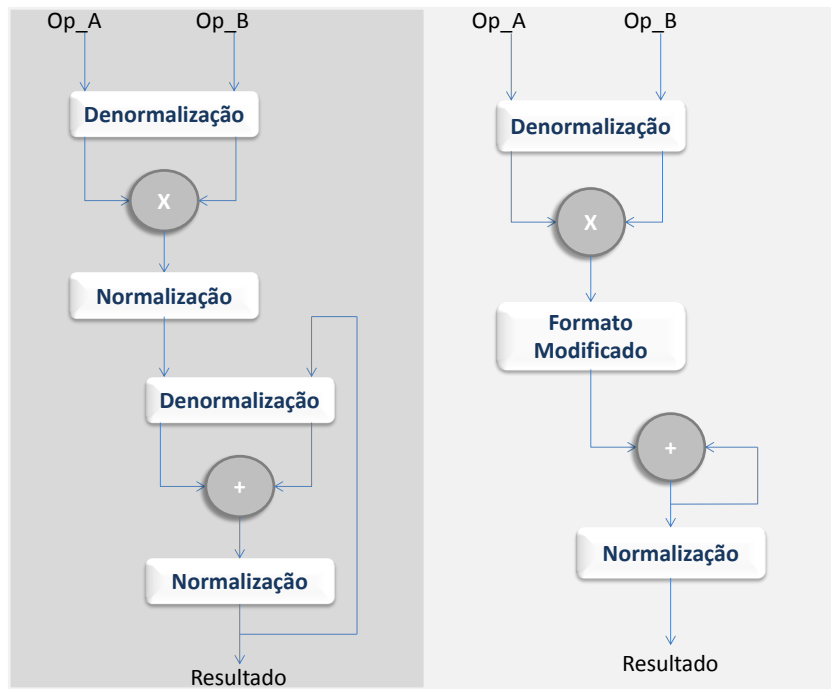 Op_A
Op_B
Denormalização
X
Normalização
Denormalização
+
Normalização
Resultado
Op_A
Op_B
Denormalização
X
Formato
Modificado
+
Normalização
Resultado